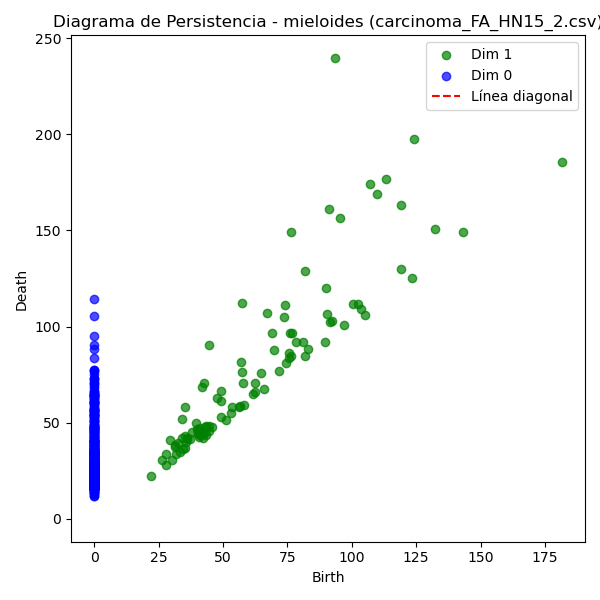 Diagrama de Persistencia - mieloides (carcinoma_FA_HN15_2.csv)
Dim 1
Dim 0
Línea diagonal
250
200
150
100
50
0
Death
0
25
50
75
100
125
150
175
Birth